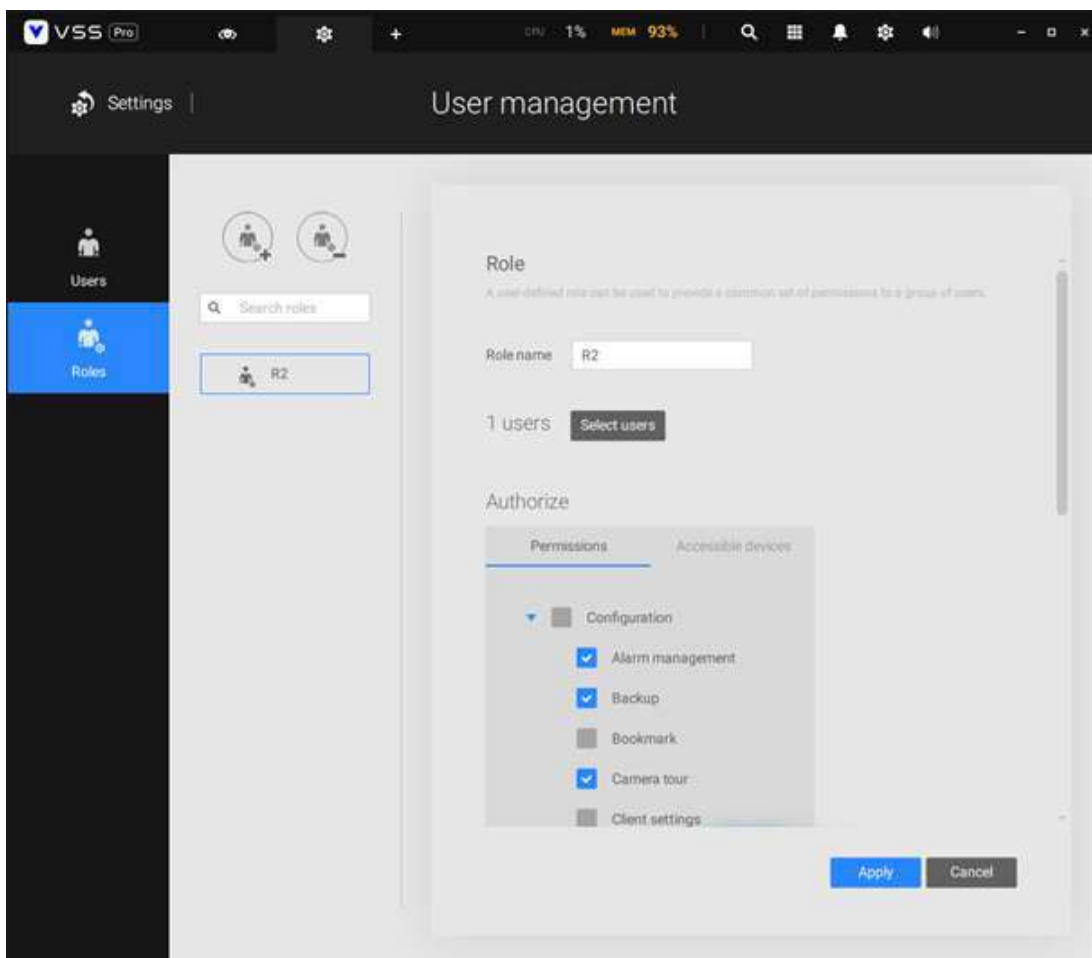 VSS Pro
CPU 1% MEM 93%
Settings
User management
Users
Roles
Search roles
R2
Role
A user-defined role can be used to provide a common set of permissions to a group of users.
Role name R2
1 users Select users
Authorize
Permissions Accessible devices
Configuration
Alarm management
Backup
Bookmark
Camera tour
Client settings
Apply Cancel